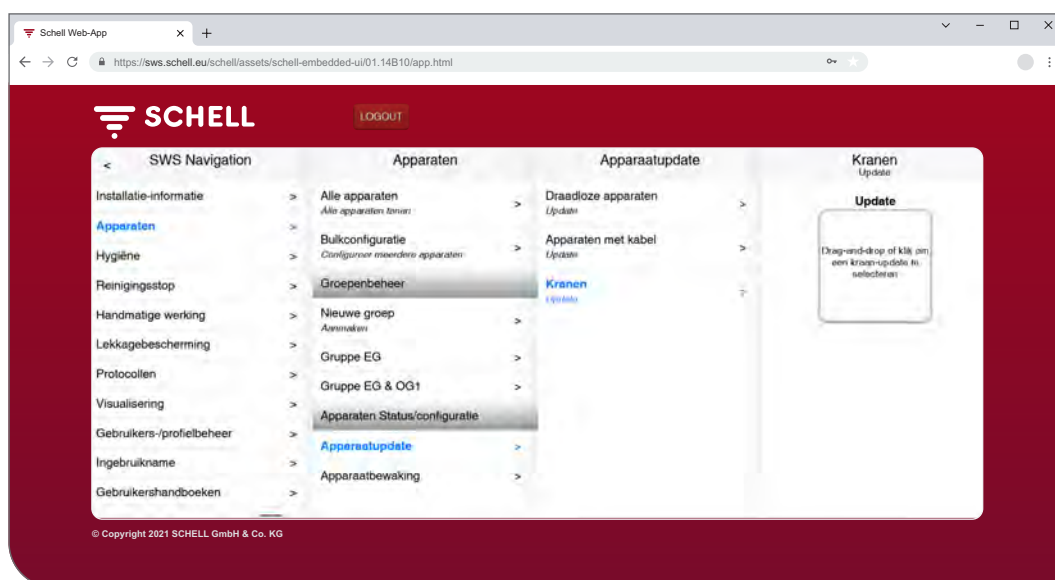 Schell Web-App
https://sws.schell.eu/schell/assets/schell-embedded-ui/01.14B10/app.html
SCHELL
LOGOUT
< SWS Navigation
Installatie-informatie >
Apparaten >
Hygiëne >
Reinigingsstop >
Handmatige werking >
Lekkagebescherming >
Protocollen >
Visualisering >
Gebruikers-/profielbeheer >
Ingebruikname >
Gebruikershandboeken >
Apparaten
Alle apparaten >
Alle apparaten tonen
Bulkconfiguratie >
Configureer meerdere apparaten
Groepenbeheer
Nieuwe groep >
Aanmaken
Gruppe EG >
Gruppe EG & OG1 >
Apparaten Status/configuratie
Apparaatupdate >
Apparaatbewaking >
Apparaatupdate
Draadloze apparaten >
Update
Apparaten met kabel >
Update
Kranen >
Update
Kranen
Update
Update
Drag-and-drop of klik om
een kraan-update te
selecteren
© Copyright 2021 SCHELL GmbH & Co. KG